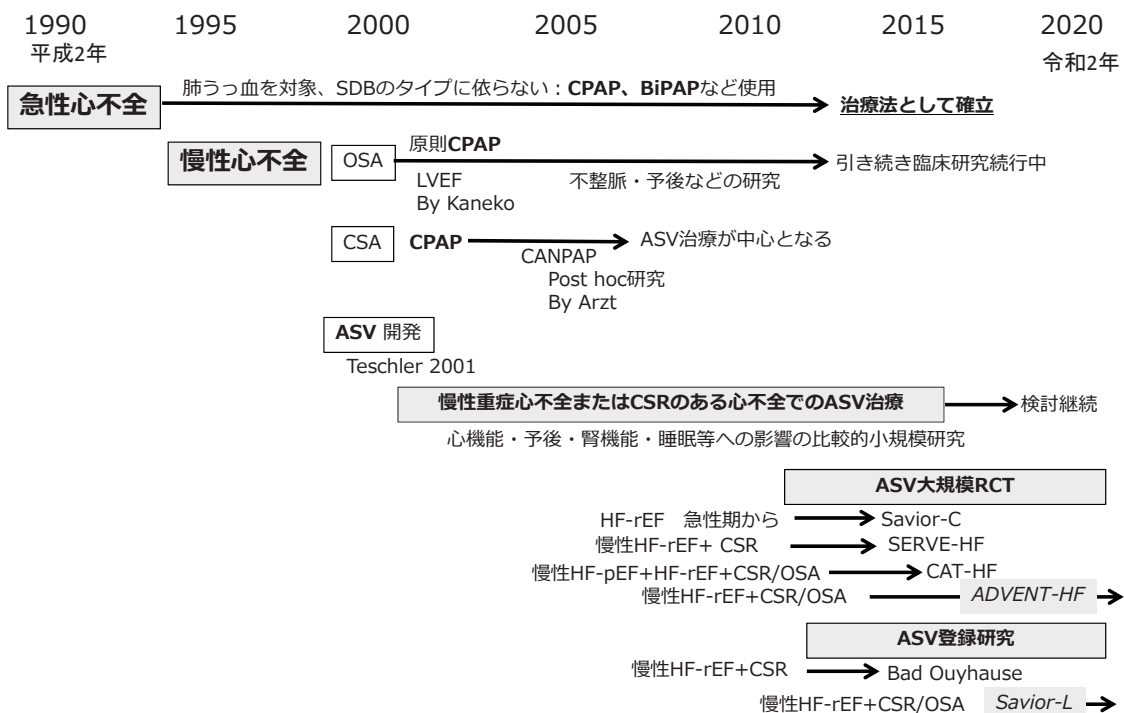 1990 1995 2000 2005 2010 2015 2020
平成2年 令和2年
肺うっ血を対象、SDBのタイプに依らない：CPAP、BiPAPなど使用
急性心不全 治療法として確立
原則CPAP
慢性心不全 OSA 引き続き臨床研究続行中
LVEF 不整脈・予後などの研究
By Kaneko
CSA CPAP ASV治療が中心となる
CANPAP
Post hoc研究
By Arzt
ASV 開発
Teschler 2001
慢性重症心不全またはCSRのある心不全でのASV治療 検討継続
心機能・予後・腎機能・睡眠等への影響の比較的小規模研究
ASV大規模RCT
HF-rEF 急性期から Savior-C
慢性HF-rEF+ CSR SERVE-HF
慢性HF-pEF+HF-rEF+CSR/OSA CAT-HF
慢性HF-rEF+CSR/OSA ADVENT-HF
ASV登録研究
慢性HF-rEF+CSR Bad Ouyhause
慢性HF-rEF+CSR/OSA Savior-L